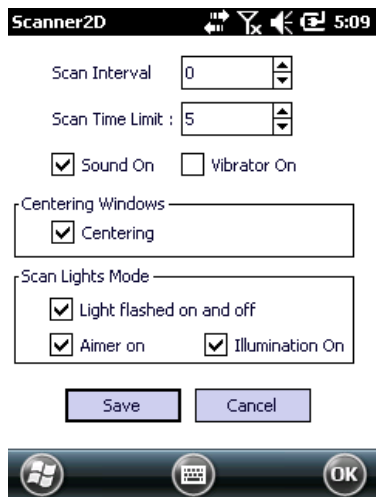 Scanner2D 5:09
Scan Interval 0
Scan Time Limit : 5
Sound On Vibrator On
Centering Windows
Centering
Scan Lights Mode
Light flashed on and off
Aimer on Illumination On
Save Cancel
OK